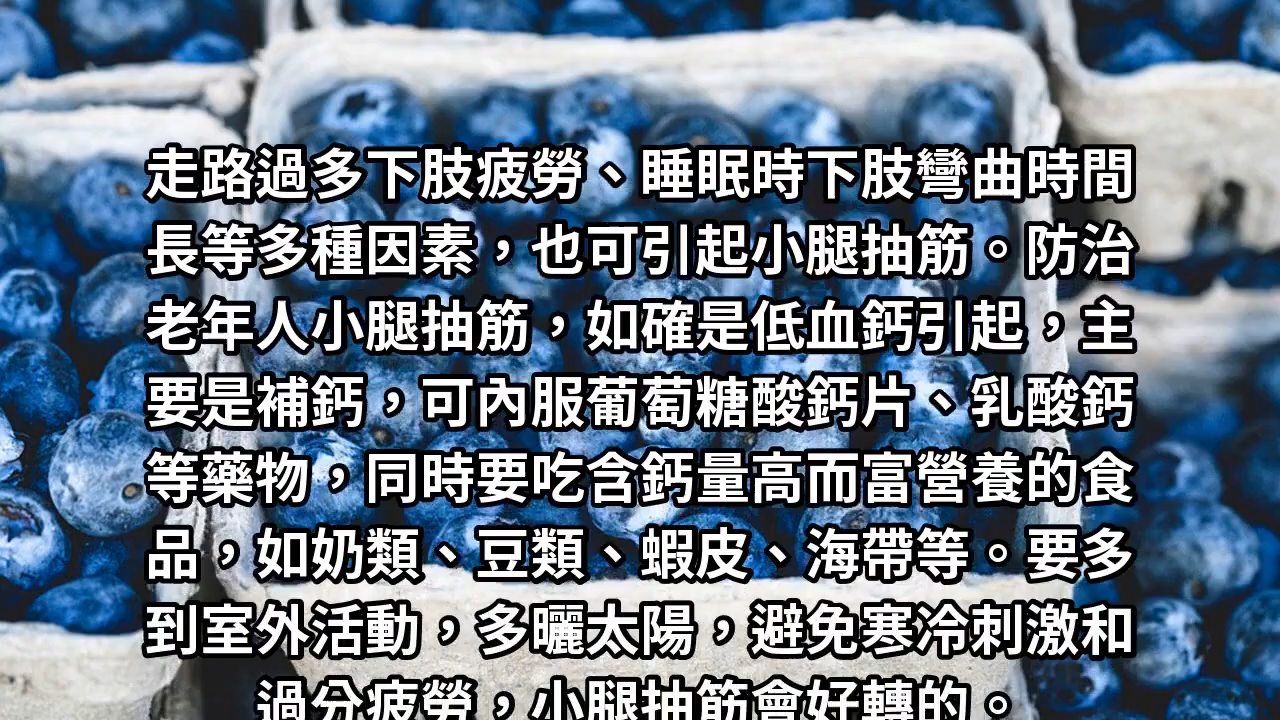 走路過多下肢疲勞、睡眠時下肢彎曲時間
長等多種因素，也可引起小腿抽筋。防治
老年人小腿抽筋，如確是低血鈣引起，主
要是補鈣，可內服葡萄糖酸鈣片、乳酸鈣
等藥物，同時要吃含鈣量高而富營養的食
品，如奶類、豆類、蝦皮、海帶等。要多
到室外活動，多曬太陽，避免寒冷刺激和
過分疲勞，小腿抽筋會好轉的。